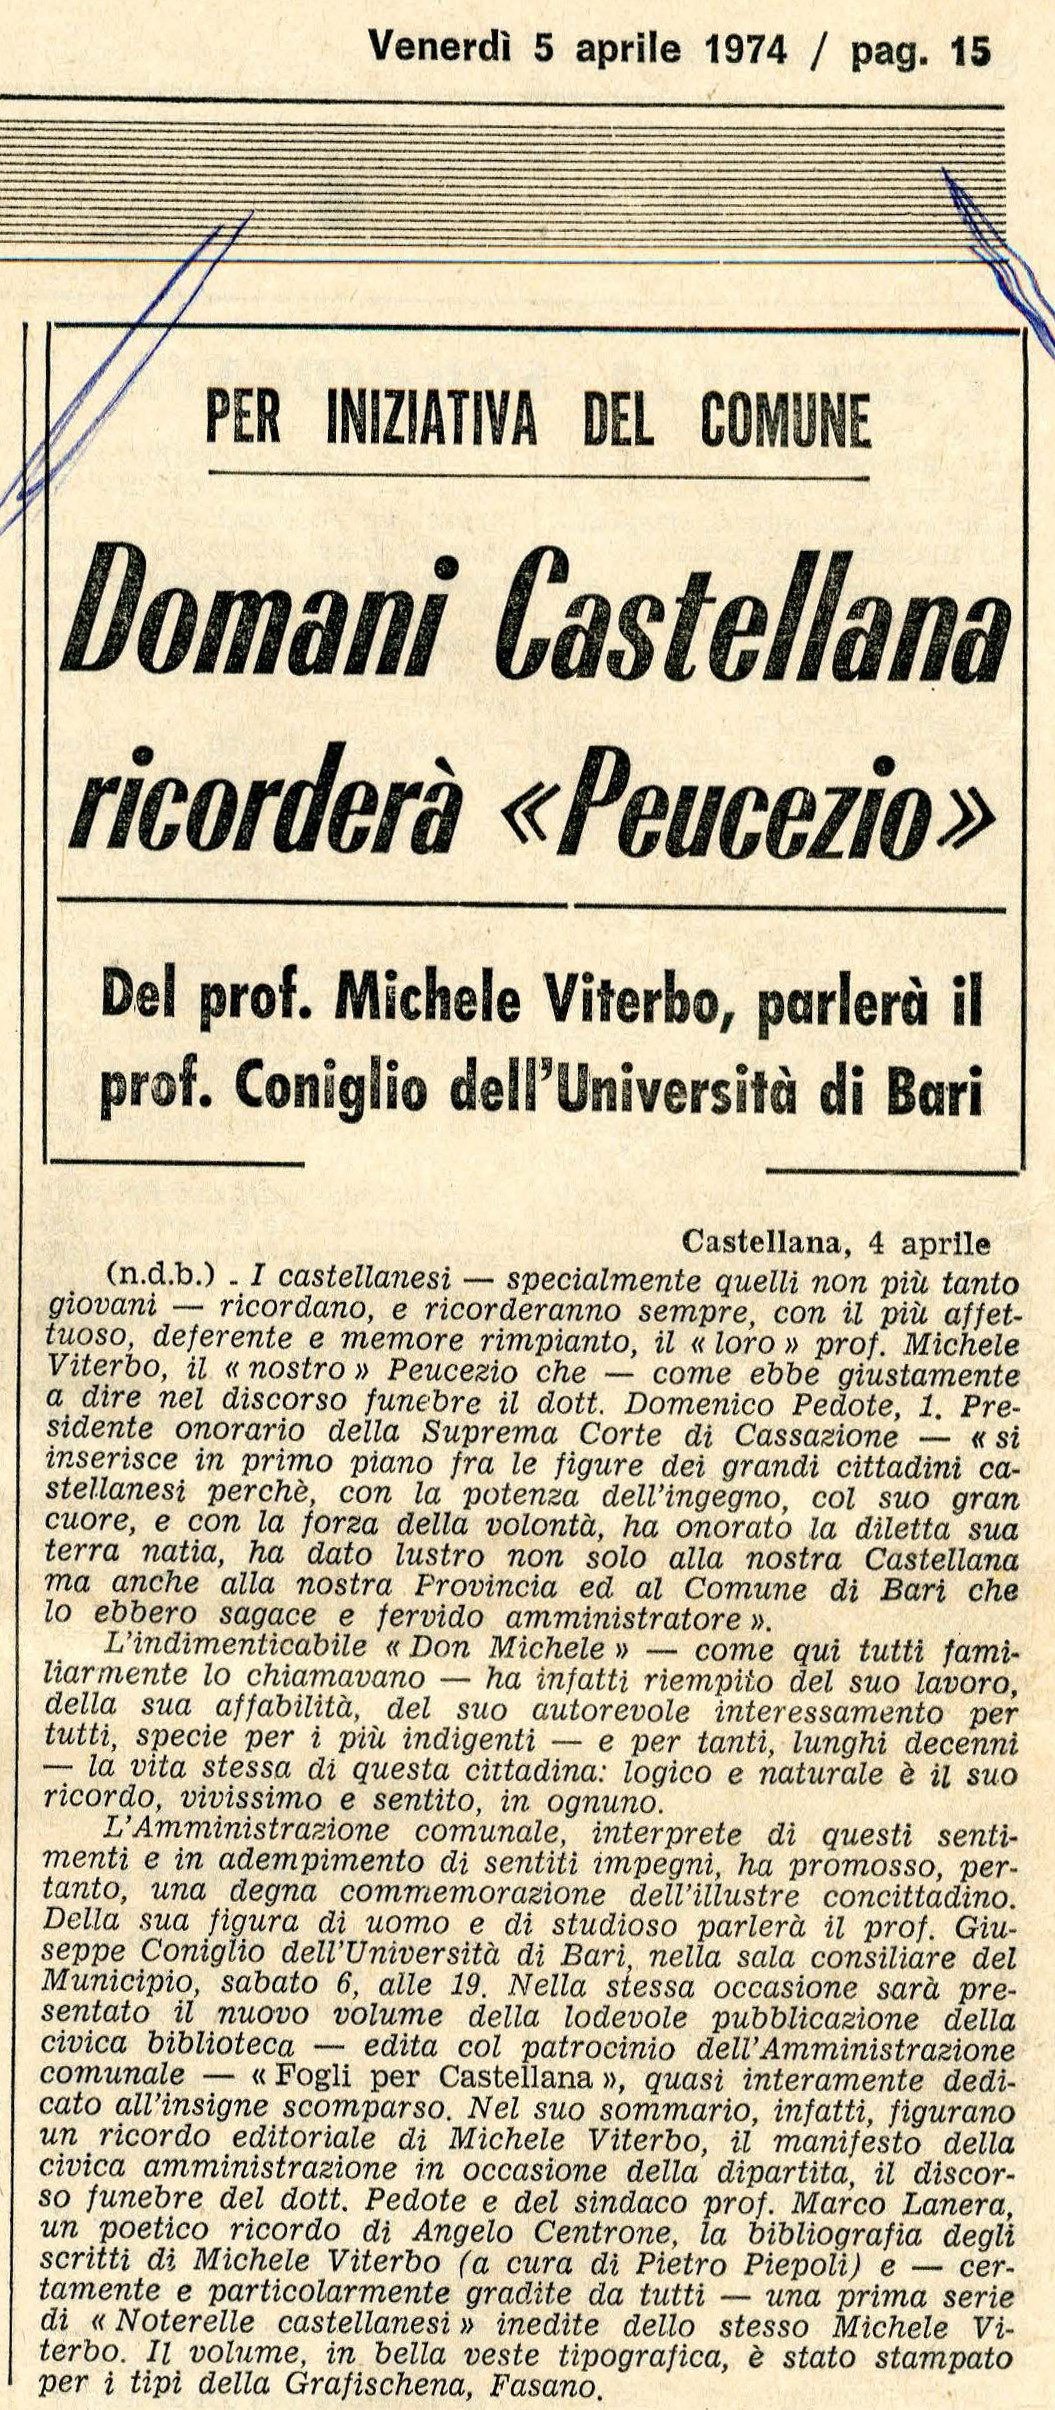 Venerdì 5 aprile 1974 / pag. 15
PER INIZIATIVA DEL COMUNE
Domani Castellana
ricorderà «Peucezio»
Del prof. Michele Viterbo, parlerà il
prof. Coniglio dell'Università di Bari
Castellana, 4 aprile
(n.d.b.) - I castellanesi — specialmente quelli non più tanto
giovani — ricordano, e ricorderanno sempre, con il più affet-
tuoso, deferente e memore rimpianto, il « loro » prof. Michele
Viterbo, il « nostro » Peucezio che — come ebbe giustamente
a dire nel discorso funebre il dott. Domenico Pedote, 1. Pre-
sidente onorario della Suprema Corte di Cassazione — « si
inserisce in primo piano fra le figure dei grandi cittadini ca-
stellanesi perchè, con la potenza dell'ingegno, col suo gran
cuore, e con la forza della volontà, ha onorato la diletta sua
terra natia, ha dato lustro non solo alla nostra Castellana
ma anche alla nostra Provincia ed al Comune di Bari che
lo ebbero sagace e fervido amministratore ».
L'indimenticabile « Don Michele » — come qui tutti fami-
liarmente lo chiamavano — ha infatti riempito del suo lavoro,
della sua affabilità, del suo autorevole interessamento per
tutti, specie per i più indigenti — e per tanti, lunghi decenni
— la vita stessa di questa cittadina: logico e naturale è il suo
ricordo, vivissimo e sentito, in ognuno.
L'Amministrazione comunale, interprete di questi senti-
menti e in adempimento di sentiti impegni, ha promosso, per-
tanto, una degna commemorazione dell'illustre concittadino.
Della sua figura di uomo e di studioso parlerà il prof. Giu-
seppe Coniglio dell'Università di Bari, nella sala consiliare del
Municipio, sabato 6, alle 19. Nella stessa occasione sarà pre-
sentato il nuovo volume della lodevole pubblicazione della
civica biblioteca — edita col patrocinio dell'Amministrazione
comunale — « Fogli per Castellana », quasi interamente dedi-
cato all'insigne scomparso. Nel suo sommario, infatti, figurano
un ricordo editoriale di Michele Viterbo, il manifesto della
civica amministrazione in occasione della dipartita, il discor-
so funebre del dott. Pedote e del sindaco prof. Marco Lanera,
un poetico ricordo di Angelo Centrone, la bibliografia degli
scritti di Michele Viterbo (a cura di Pietro Piepoli) e — cer-
tamente e particolarmente gradite da tutti — una prima serie
di « Noterelle castellanesi » inedite dello stesso Michele Vi-
terbo. Il volume, in bella veste tipografica, è stato stampato
per i tipi della Grafischena, Fasano.